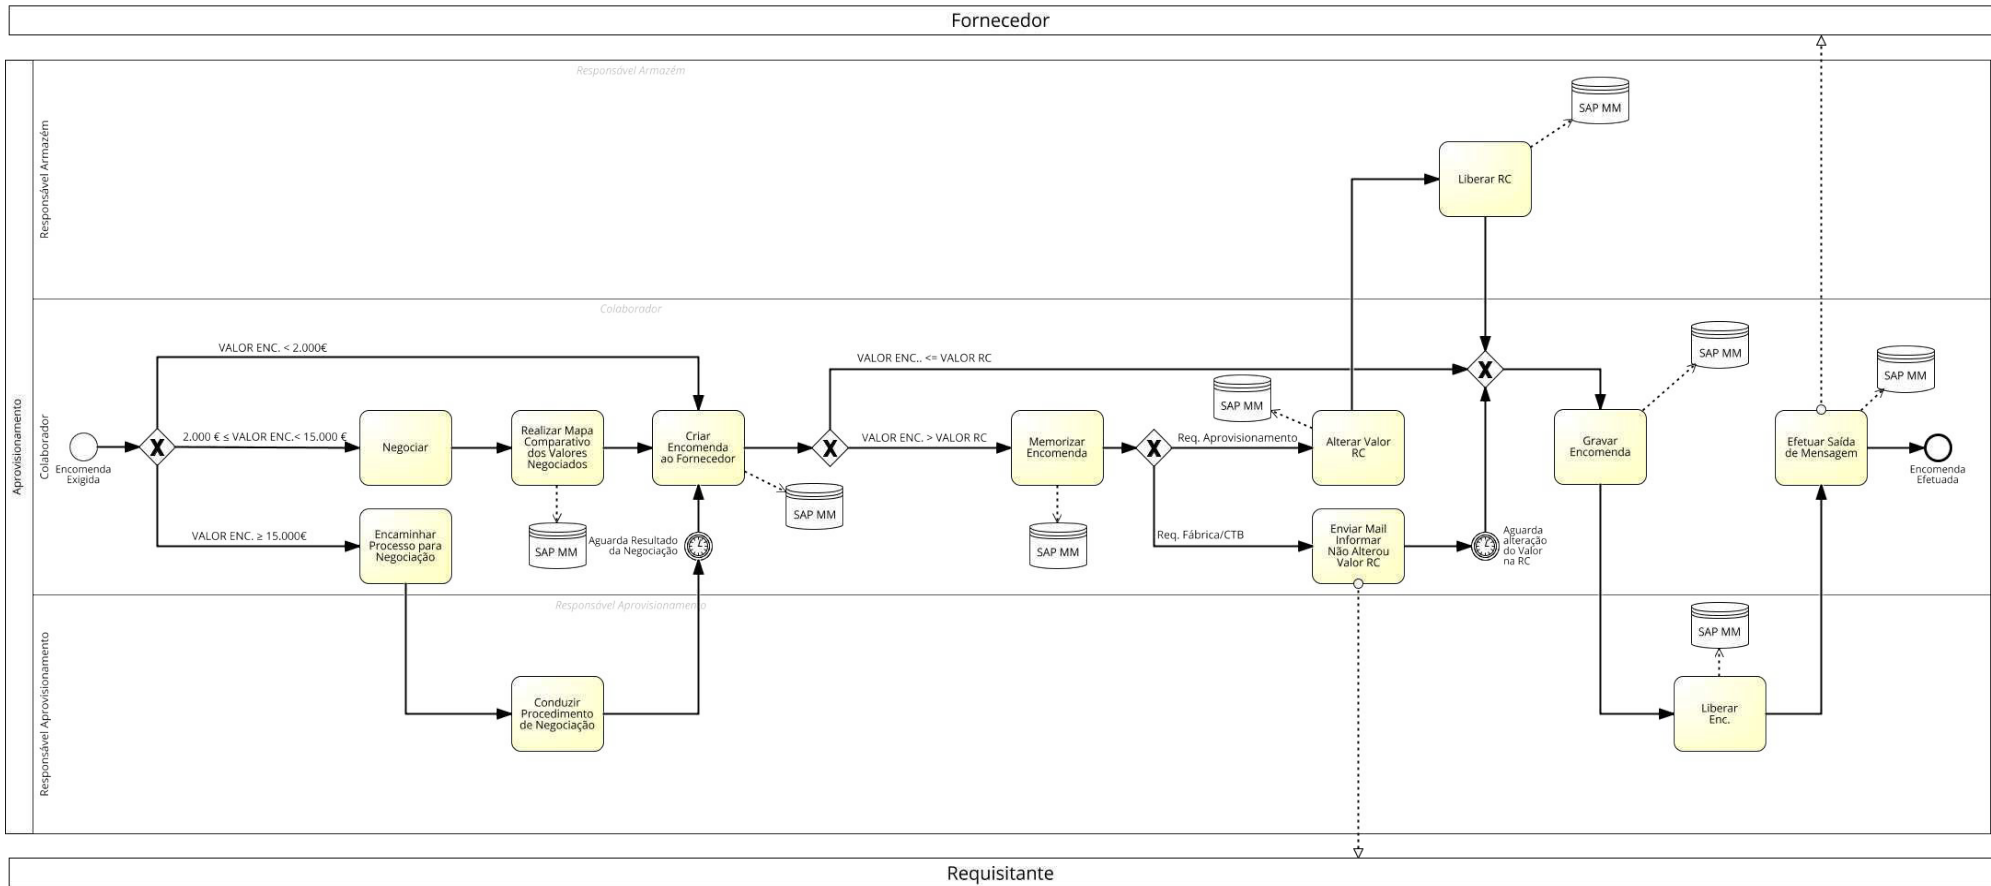 Fornecedor
Aprovisionamento
Responsável Armazém
Responsável Armazém
SAP MM
Liberar RC
Colaborador
Colaborador
Encomenda
Exigida
VALOR ENC. < 2.000€
2.000 € ≤ VALOR ENC.< 15.000 €
VALOR ENC. ≥ 15.000€
Negociar
Realizar Mapa
Comparativo
dos Valores
Negociados
SAP MM
Encaminhar
Processo para
Negociação
Aguarda Resultado
da Negociação
Criar
Encomenda
ao Fornecedor
SAP MM
VALOR ENC.. <= VALOR RC
VALOR ENC. > VALOR RC
Memorizar
Encomenda
SAP MM
Req. Aprovisionamento
Req. Fábrica/CTB
SAP MM
Alterar Valor
RC
Enviar Mail
Informar
Não Alterou
Valor RC
Aguarda
alteração
do Valor
na RC
Gravar
Encomenda
SAP MM
Efetuar Saída
de Mensagem
SAP MM
Encomenda
Efetuada
Responsável Aprovisionamento
Responsável Aprovisionamento
Conduzir
Procedimento
de Negociação
SAP MM
Liberar
Enc.
Requisitante